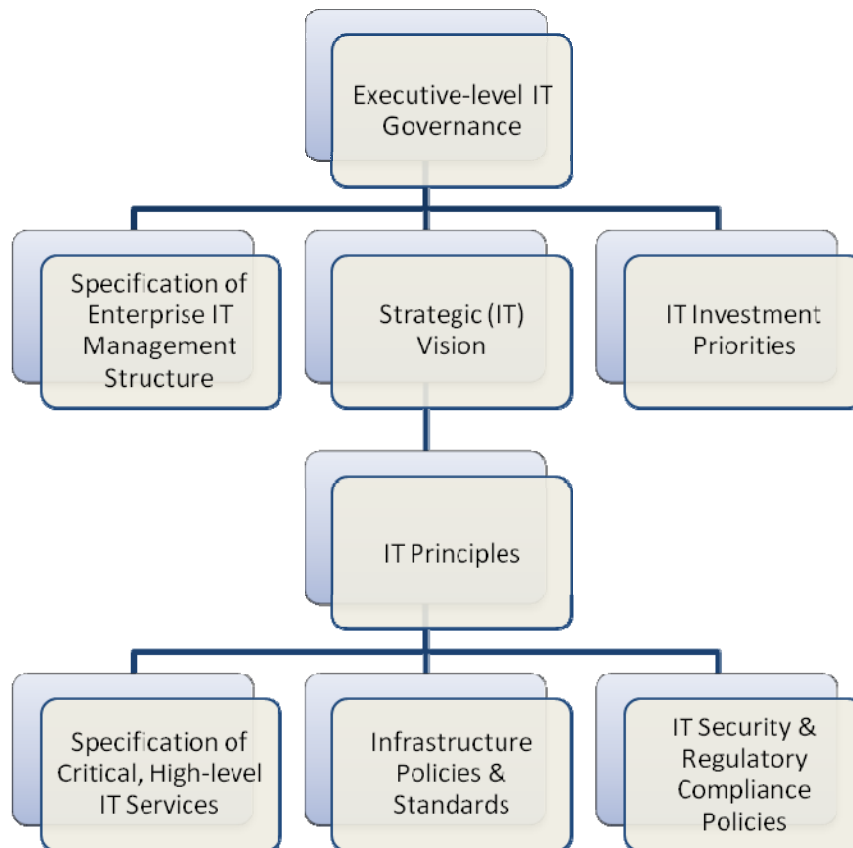 Executive-level IT
Governance
Specification of
Enterprise IT
Management
Structure
Strategic (IT)
Vision
IT Investment
Priorities
IT Principles
Specification of
Critical, High-level
IT Services
Infrastructure
Policies &
Standards
IT Security &
Regulatory
Compliance
Policies